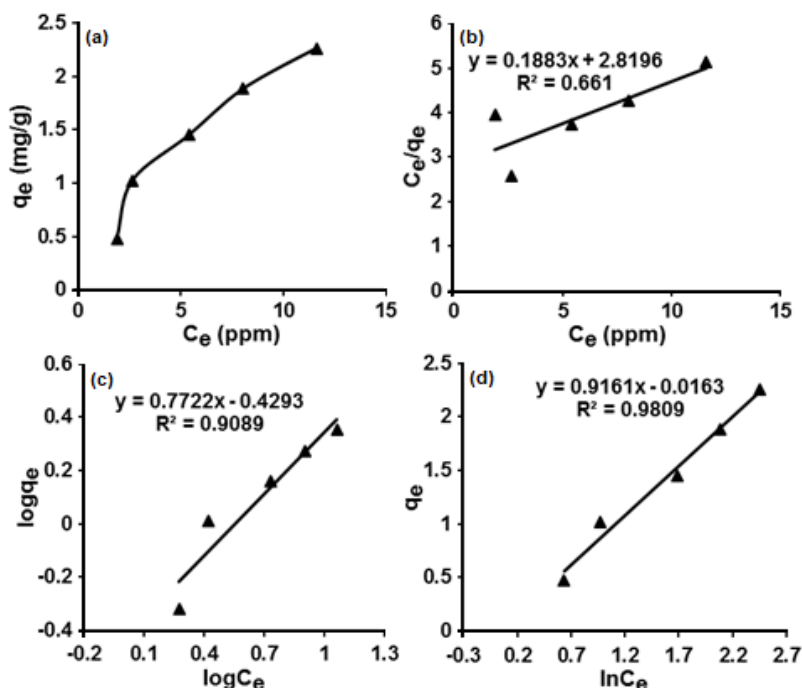 (a)
qe (mg/g)
2.5
2
1.5
1
0.5
0
0
5
10
15
Ce (ppm)
(b)
y = 0.1883x + 2.8196
R² = 0.661
Ce/qe
6
5
4
3
2
1
0
0
5
10
15
Ce (ppm)
(c)
y = 0.7722x - 0.4293
R² = 0.9089
logqe
0.6
0.4
0.2
0
-0.2
-0.4
-0.2
0.1
0.4
0.7
1
1.3
logCe
(d)
y = 0.9161x - 0.0163
R² = 0.9809
qe
2.5
2
1.5
1
0.5
0
-0.3
0.2
0.7
1.2
1.7
2.2
2.7
lnCe